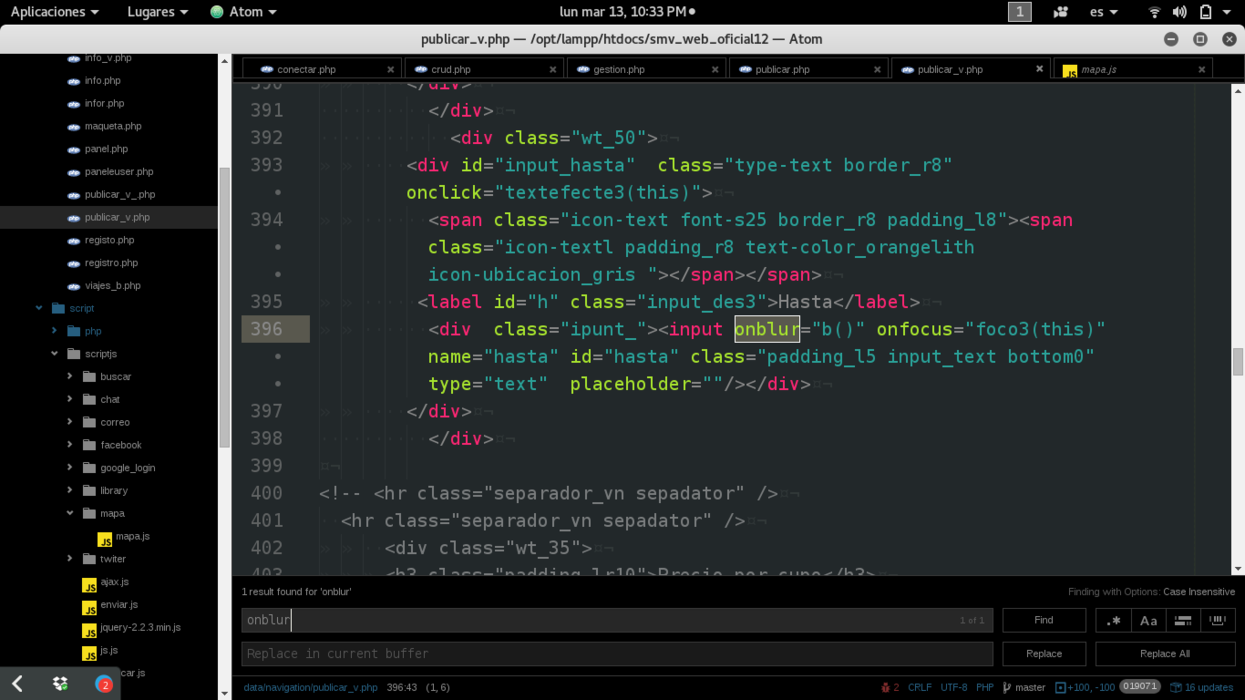 Aplicaciones Lugares Atom lun mar 13, 10:33 PM 1 es
publicar_v.php — /opt/lampp/htdocs/smv_web_oficial12 — Atom
info_v.php
info.php
infor.php
maqueta.php
panel.php
paneleuser.php
publicar_v_.php
publicar_v.php
registo.php
registro.php
viajes_b.php
script
php
scriptjs
buscar
chat
correo
facebook
google_login
library
mapa
mapa.js
twiter
ajax.js
enviar.js
jquery-2.2.3.min.js
js.js
car.js
2
conectar.php crud.php gestion.php publicar.php publicar_v.php mapa.js
390 </div>
391 </div>
392 <div class="wt_50">
393 <div id="input_hasta" class="type-text border_r8"
onclick="textefecte3(this)">
394 <span class="icon-text font-s25 border_r8 padding_l8"><span
class="icon-textl padding_r8 text-color_orangelith
icon-ubicacion_gris "></span></span>
395 <label id="h" class="input_des3">Hasta</label>
396 <div class="ipunt_"><input onblur="b()" onfocus="foco3(this)"
name="hasta" id="hasta" class="padding_l5 input_text bottom0"
type="text" placeholder=""/></div>
397 </div>
398 </div>
399
400 <!-- <hr class="separador_vn sepadator" />
401 <hr class="separador_vn sepadator" />
402 <div class="wt_35">
403 <h3 class="padding_lr10">Precio por cupo</h3>
1 result found for 'onblur' Finding with Options: Case Insensitive
onblur 1 of 1 Find .* Aa
Replace in current buffer Replace Replace All
data/navigation/publicar_v.php 396:43 (1, 6) 2 CRLF UTF-8 PHP master +100, -100 019071 16 updates